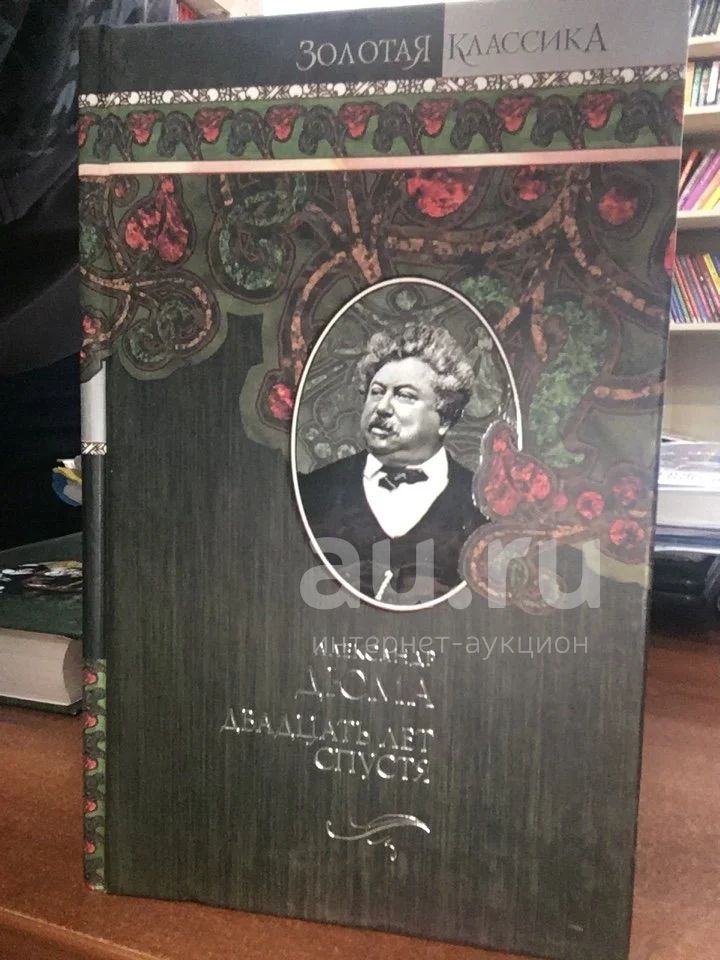 ЗОЛОТАЯ КЛАССИКА
au.ru
интернет-аукцион
АЛЕКСАНДР
ДЮМА
ДВАДЦАТЬ ЛЕТ
СПУСТЯ